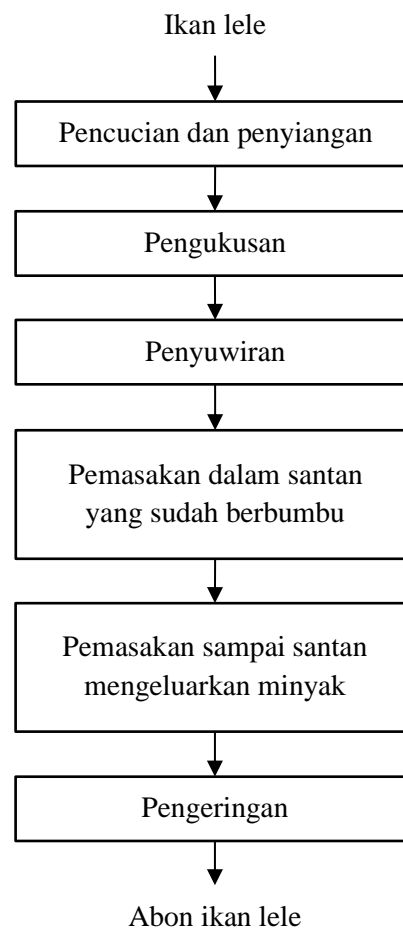 Ikan lele
Pencucian dan penyiangan
Pengukusan
Penyuwiran
Pemasakan dalam santan
yang sudah berbumbu
Pemasakan sampai santan
mengeluarkan minyak
Pengeringan
Abon ikan lele